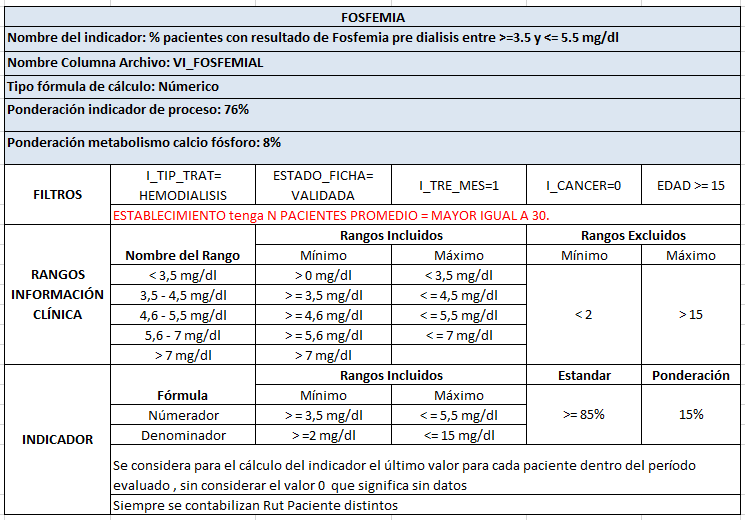 FOSFEMIA
Nombre del indicador: % pacientes con resultado de Fosfemia pre dialisis entre >=3.5 y <= 5.5 mg/dl
Nombre Columna Archivo: VI_FOSFEMIAL
Tipo fórmula de cálculo: Númerico
Ponderación indicador de proceso: 76%
Ponderación metabolismo calcio fósforo: 8%
FILTROS
I_TIP_TRAT=
HEMODIALISIS
ESTADO_FICHA=
VALIDADA
I_TRE_MES=1
I_CANCER=0
EDAD >= 15
ESTABLECIMIENTO tenga N PACIENTES PROMEDIO = MAYOR IGUAL A 30.
RANGOS
INFORMACIÓN
CLÍNICA
Nombre del Rango
Rangos Incluidos
Rangos Excluidos
Mínimo
Máximo
Mínimo
Máximo
< 3,5 mg/dl
> 0 mg/dl
< 3,5 mg/dl
3,5 - 4,5 mg/dl
> = 3,5 mg/dl
< = 4,5 mg/dl
4,6 - 5,5 mg/dl
> = 4,6 mg/dl
< = 5,5 mg/dl
5,6 - 7 mg/dl
> = 5,6 mg/dl
< = 7 mg/dl
> 7 mg/dl
> 7 mg/dl
< 2
> 15
INDICADOR
Fórmula
Rangos Incluidos
Estandar
Ponderación
Mínimo
Máximo
Númerador
> = 3,5 mg/dl
< = 5,5 mg/dl
Denominador
> =2 mg/dl
<= 15 mg/dl
>= 85%
15%
Se considera para el cálculo del indicador el último valor para cada paciente dentro del período
evaluado , sin considerar el valor 0 que significa sin datos
Siempre se contabilizan Rut Paciente distintos